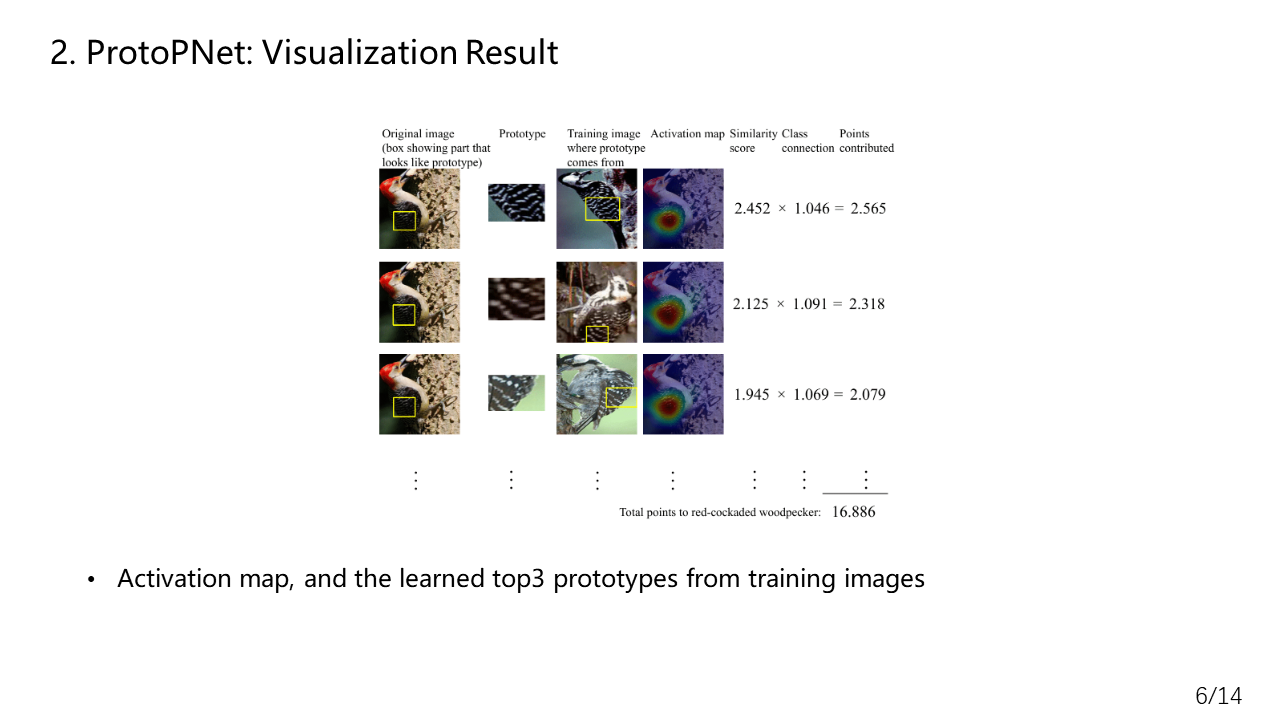 2. ProtoPNet: Visualization Result
Original image
(box showing part that
looks like prototype)
Prototype
Training image
where prototype
comes from
Activation map
Similarity
score
Class
connection
Points
contributed
2.452 × 1.046 = 2.565
2.125 × 1.091 = 2.318
1.945 × 1.069 = 2.079
⋮ ⋮ ⋮ ⋮ ⋮ ⋮ ⋮
Total points to red-cockaded woodpecker: 16.886
• Activation map, and the learned top3 prototypes from training images
6/14